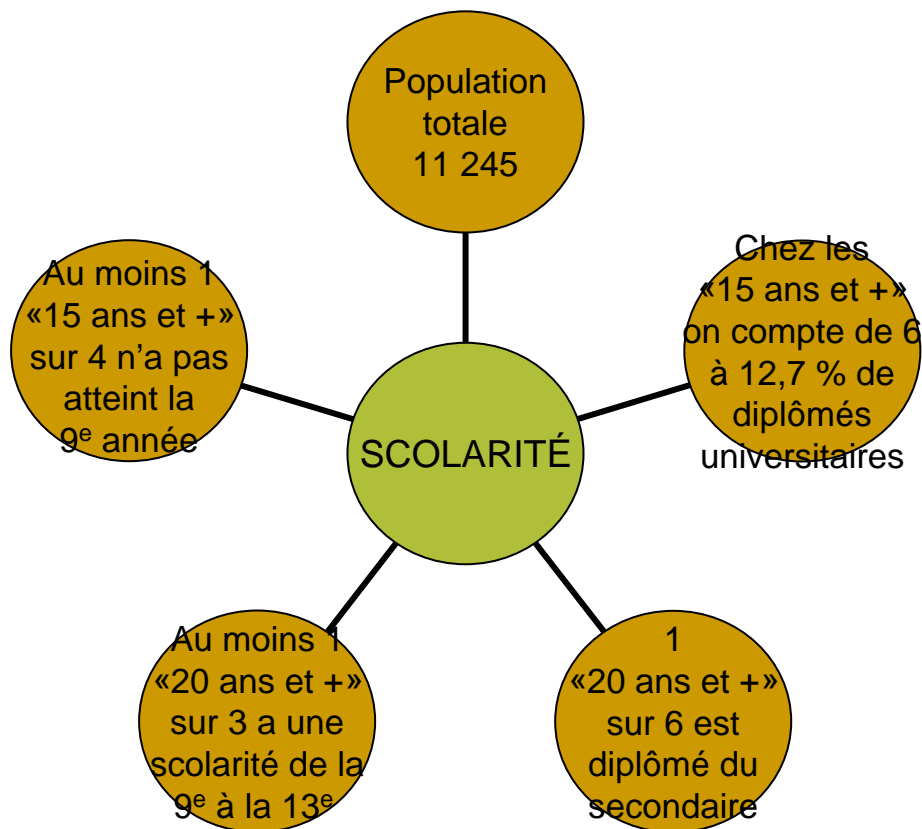 Population
totale
11 245
Chez les
«15 ans et +»
on compte de 6
à 12,7 % de
diplômés
universitaires
Au moins 1
«15 ans et +»
sur 4 n’a pas
atteint la
9e année
SCOLARITÉ
Au moins 1
«20 ans et +»
sur 3 a une
scolarité de la
9e à la 13e
1
«20 ans et +»
sur 6 est
diplômé du
secondaire